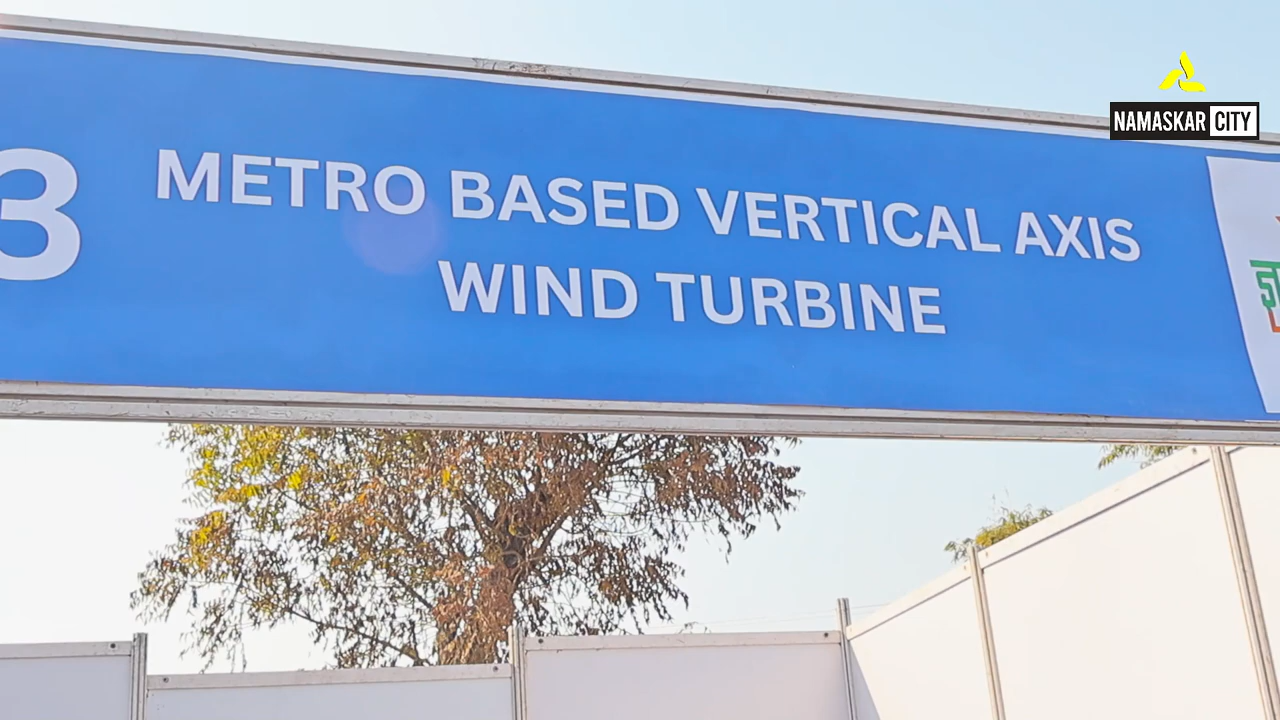 NAMASKAR CITY
3
METRO BASED VERTICAL AXIS
WIND TURBINE